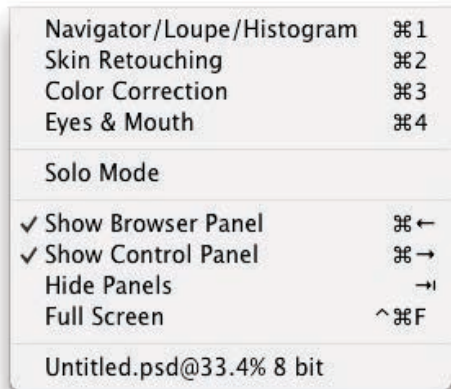 Navigator/Loupe/Histogram ⌘1
Skin Retouching ⌘2
Color Correction ⌘3
Eyes & Mouth ⌘4
Solo Mode
✓ Show Browser Panel ⌘←
✓ Show Control Panel ⌘→
Hide Panels ⇥
Full Screen ^⌘F
Untitled.psd@33.4% 8 bit